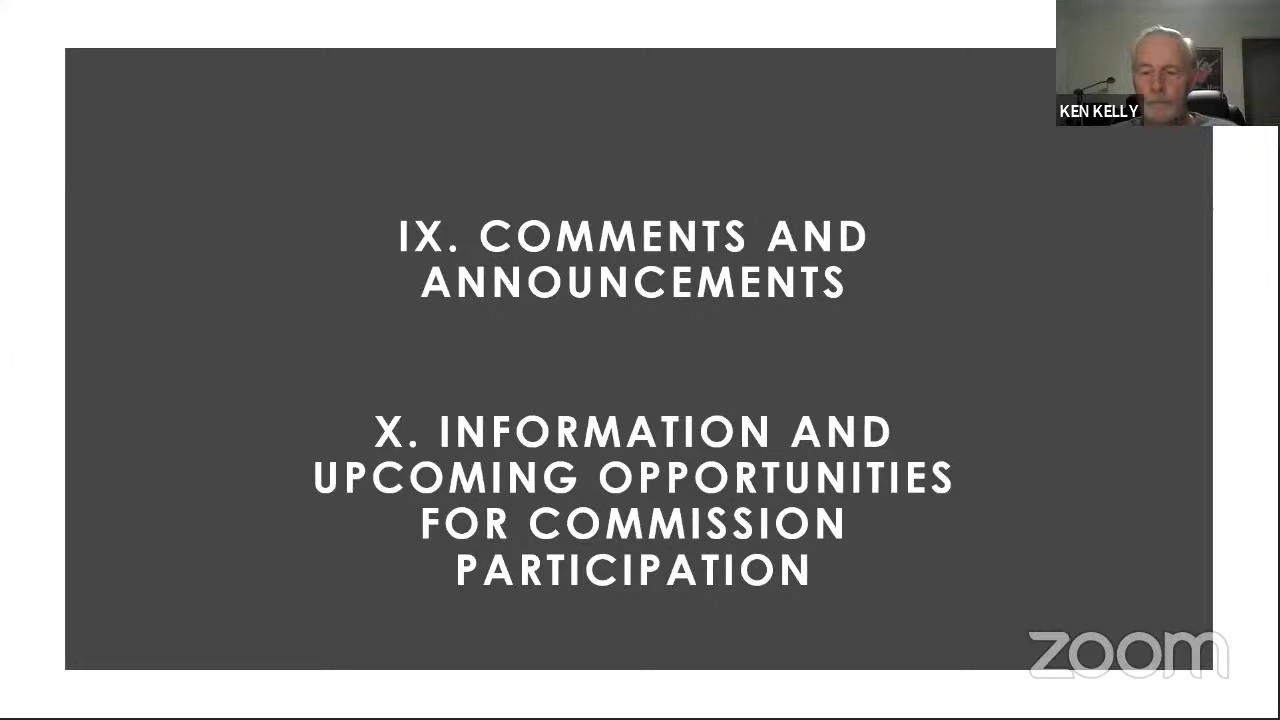 KEN KELLY
IX. COMMENTS AND
ANNOUNCEMENTS
X. INFORMATION AND
UPCOMING OPPORTUNITIES
FOR COMMISSION
PARTICIPATION
zoom